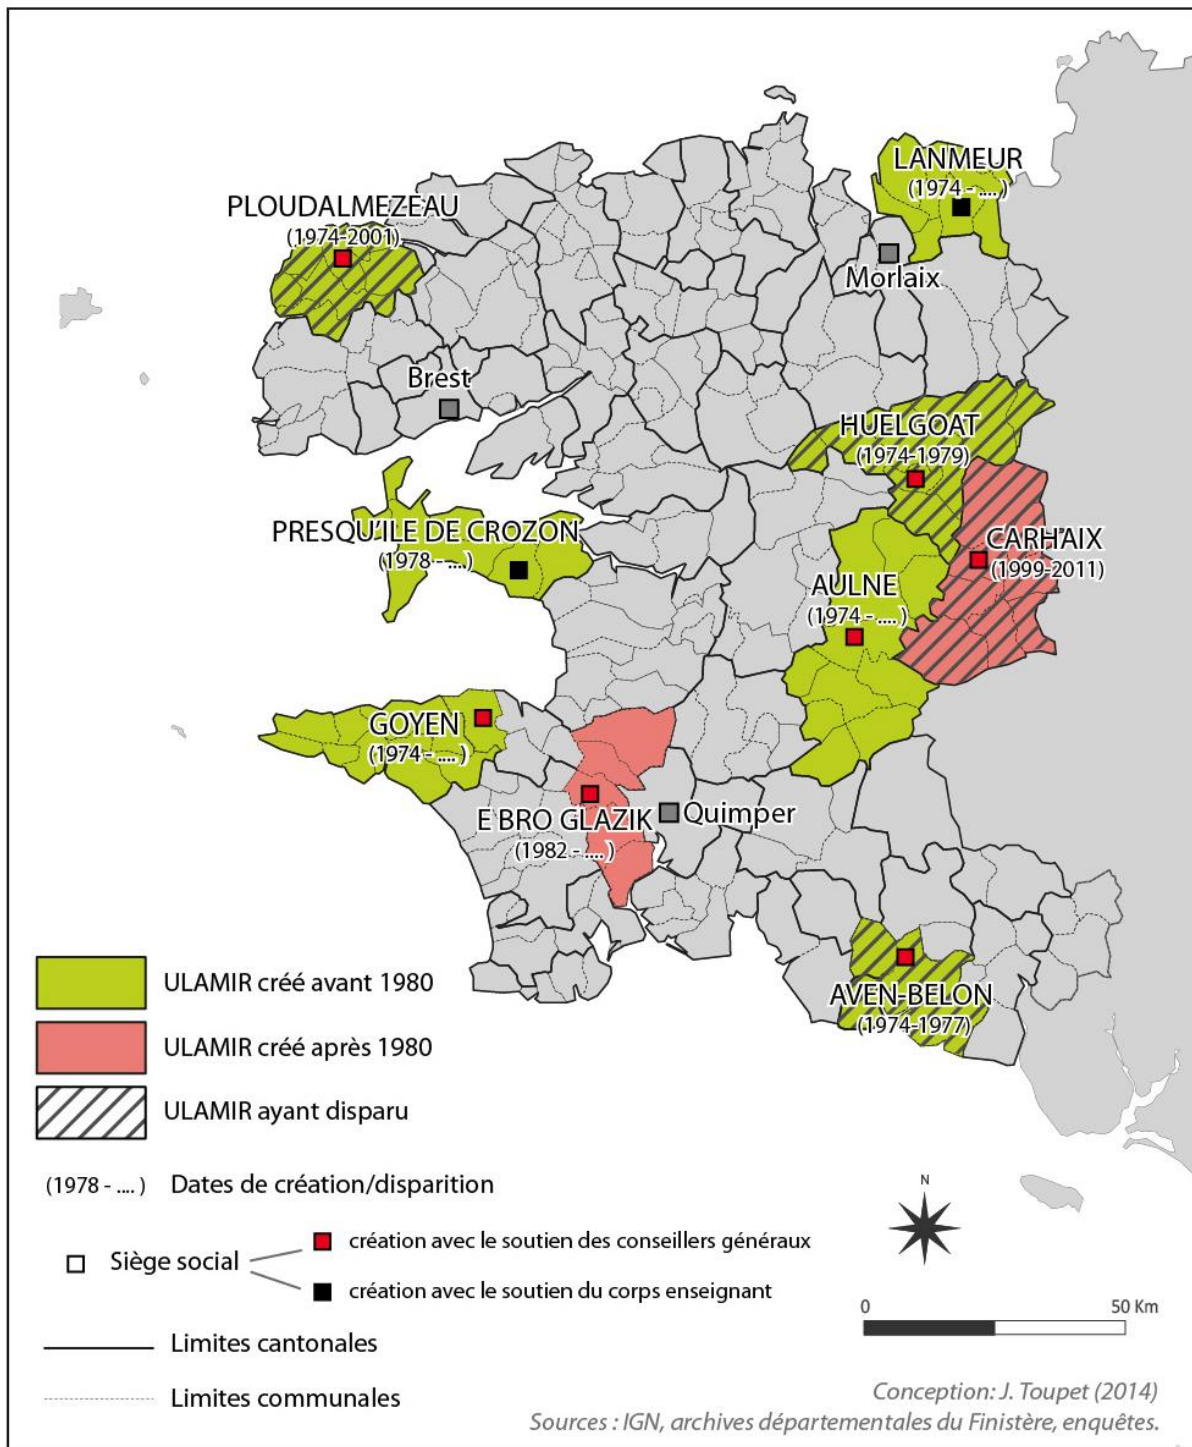 LANMEUR
(1974 - .... )
PLOUDALMEZEAU
(1974-2001)
Morlaix
Brest
HUELGOAT
(1974-1979)
PRESQU'ILE DE CROZON
(1978 - ....)
CARHAIX
(1999-2011)
AULNE
(1974 - .... )
GOYEN
(1974 - .... )
E BRO GLAZIK
(1982 - .... )
Quimper
AVEN-BELON
(1974-1977)
ULAMIR créé avant 1980
ULAMIR créé après 1980
ULAMIR ayant disparu
(1978 - .... ) Dates de création/disparition
Siège social
création avec le soutien des conseillers généraux
création avec le soutien du corps enseignant
Limites cantonales
Limites communales
N
0 50 Km
Conception: J. Toupet (2014)
Sources : IGN, archives départementales du Finistère, enquêtes.